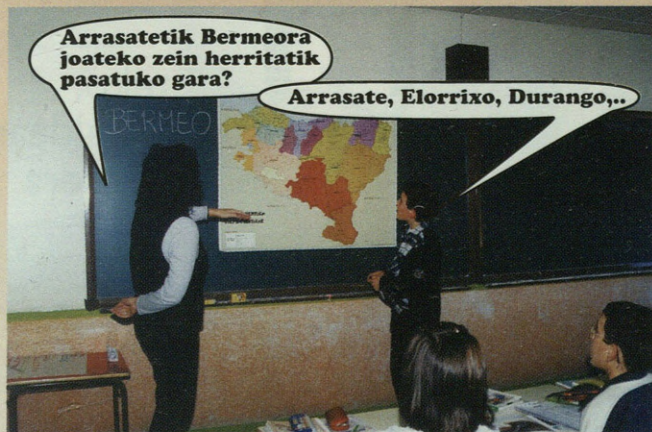 Arrasatetik Bermeora
joateko zein herritatik
pasatuko gara?
Arrasate, Elorrixo, Durango,..
BERMEO